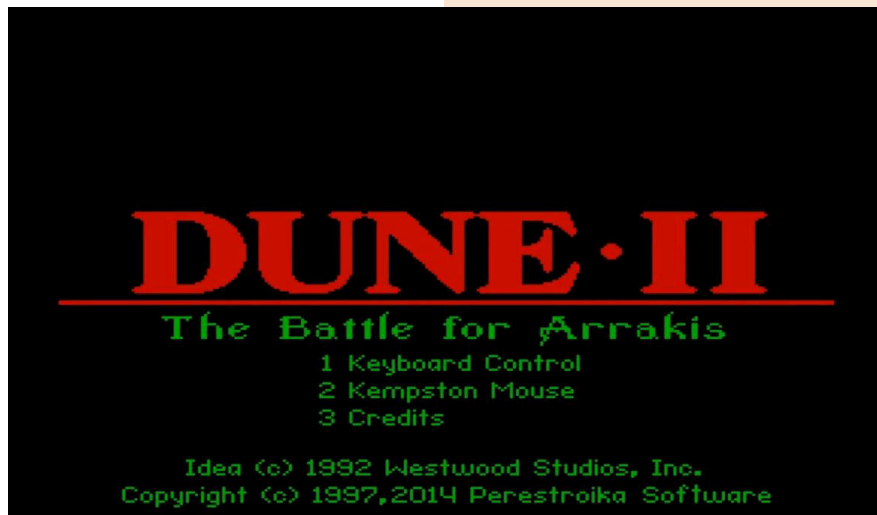 DUNE·II
The Battle for Arrakis
1 Keyboard Control
2 Kempston Mouse
3 Credits
Idea (c) 1992 Westwood Studios, Inc.
Copyright (c) 1997,2014 Perestroika Software